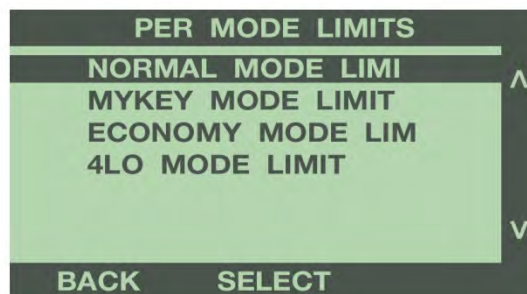 PER MODE LIMITS
NORMAL MODE LIMI
MYKEY MODE LIMIT
ECONOMY MODE LIM
4LO MODE LIMIT
BACK SELECT